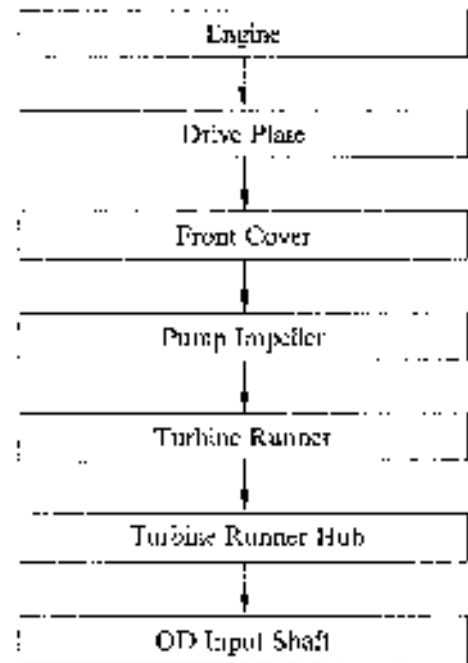 Engine
Drive Plate
Front Cover
Pump Impeller
Turbine Runner
Turbine Runner Hub
OD Input Shaft